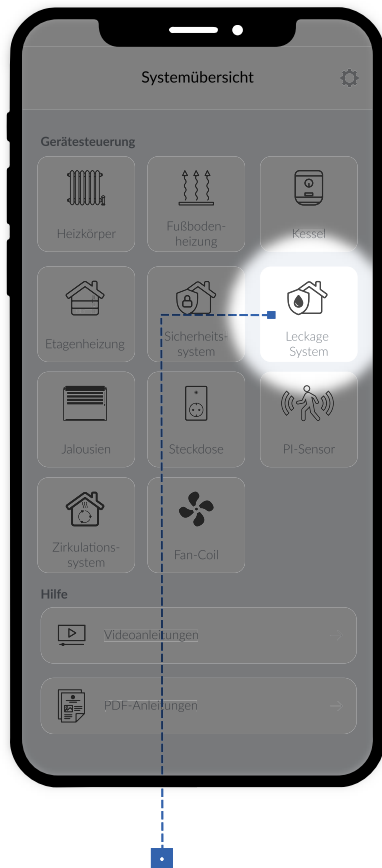 Systemübersicht
Gerätesteuerung
Heizkörper
Fußboden-
heizung
Kessel
Etagenheizung
Sicherheits-
system
Leckage
System
Jalousien
Steckdose
PI-Sensor
Zirkulations-
system
Fan-Coil
Hilfe
Videoanleitungen
PDF-Anleitungen